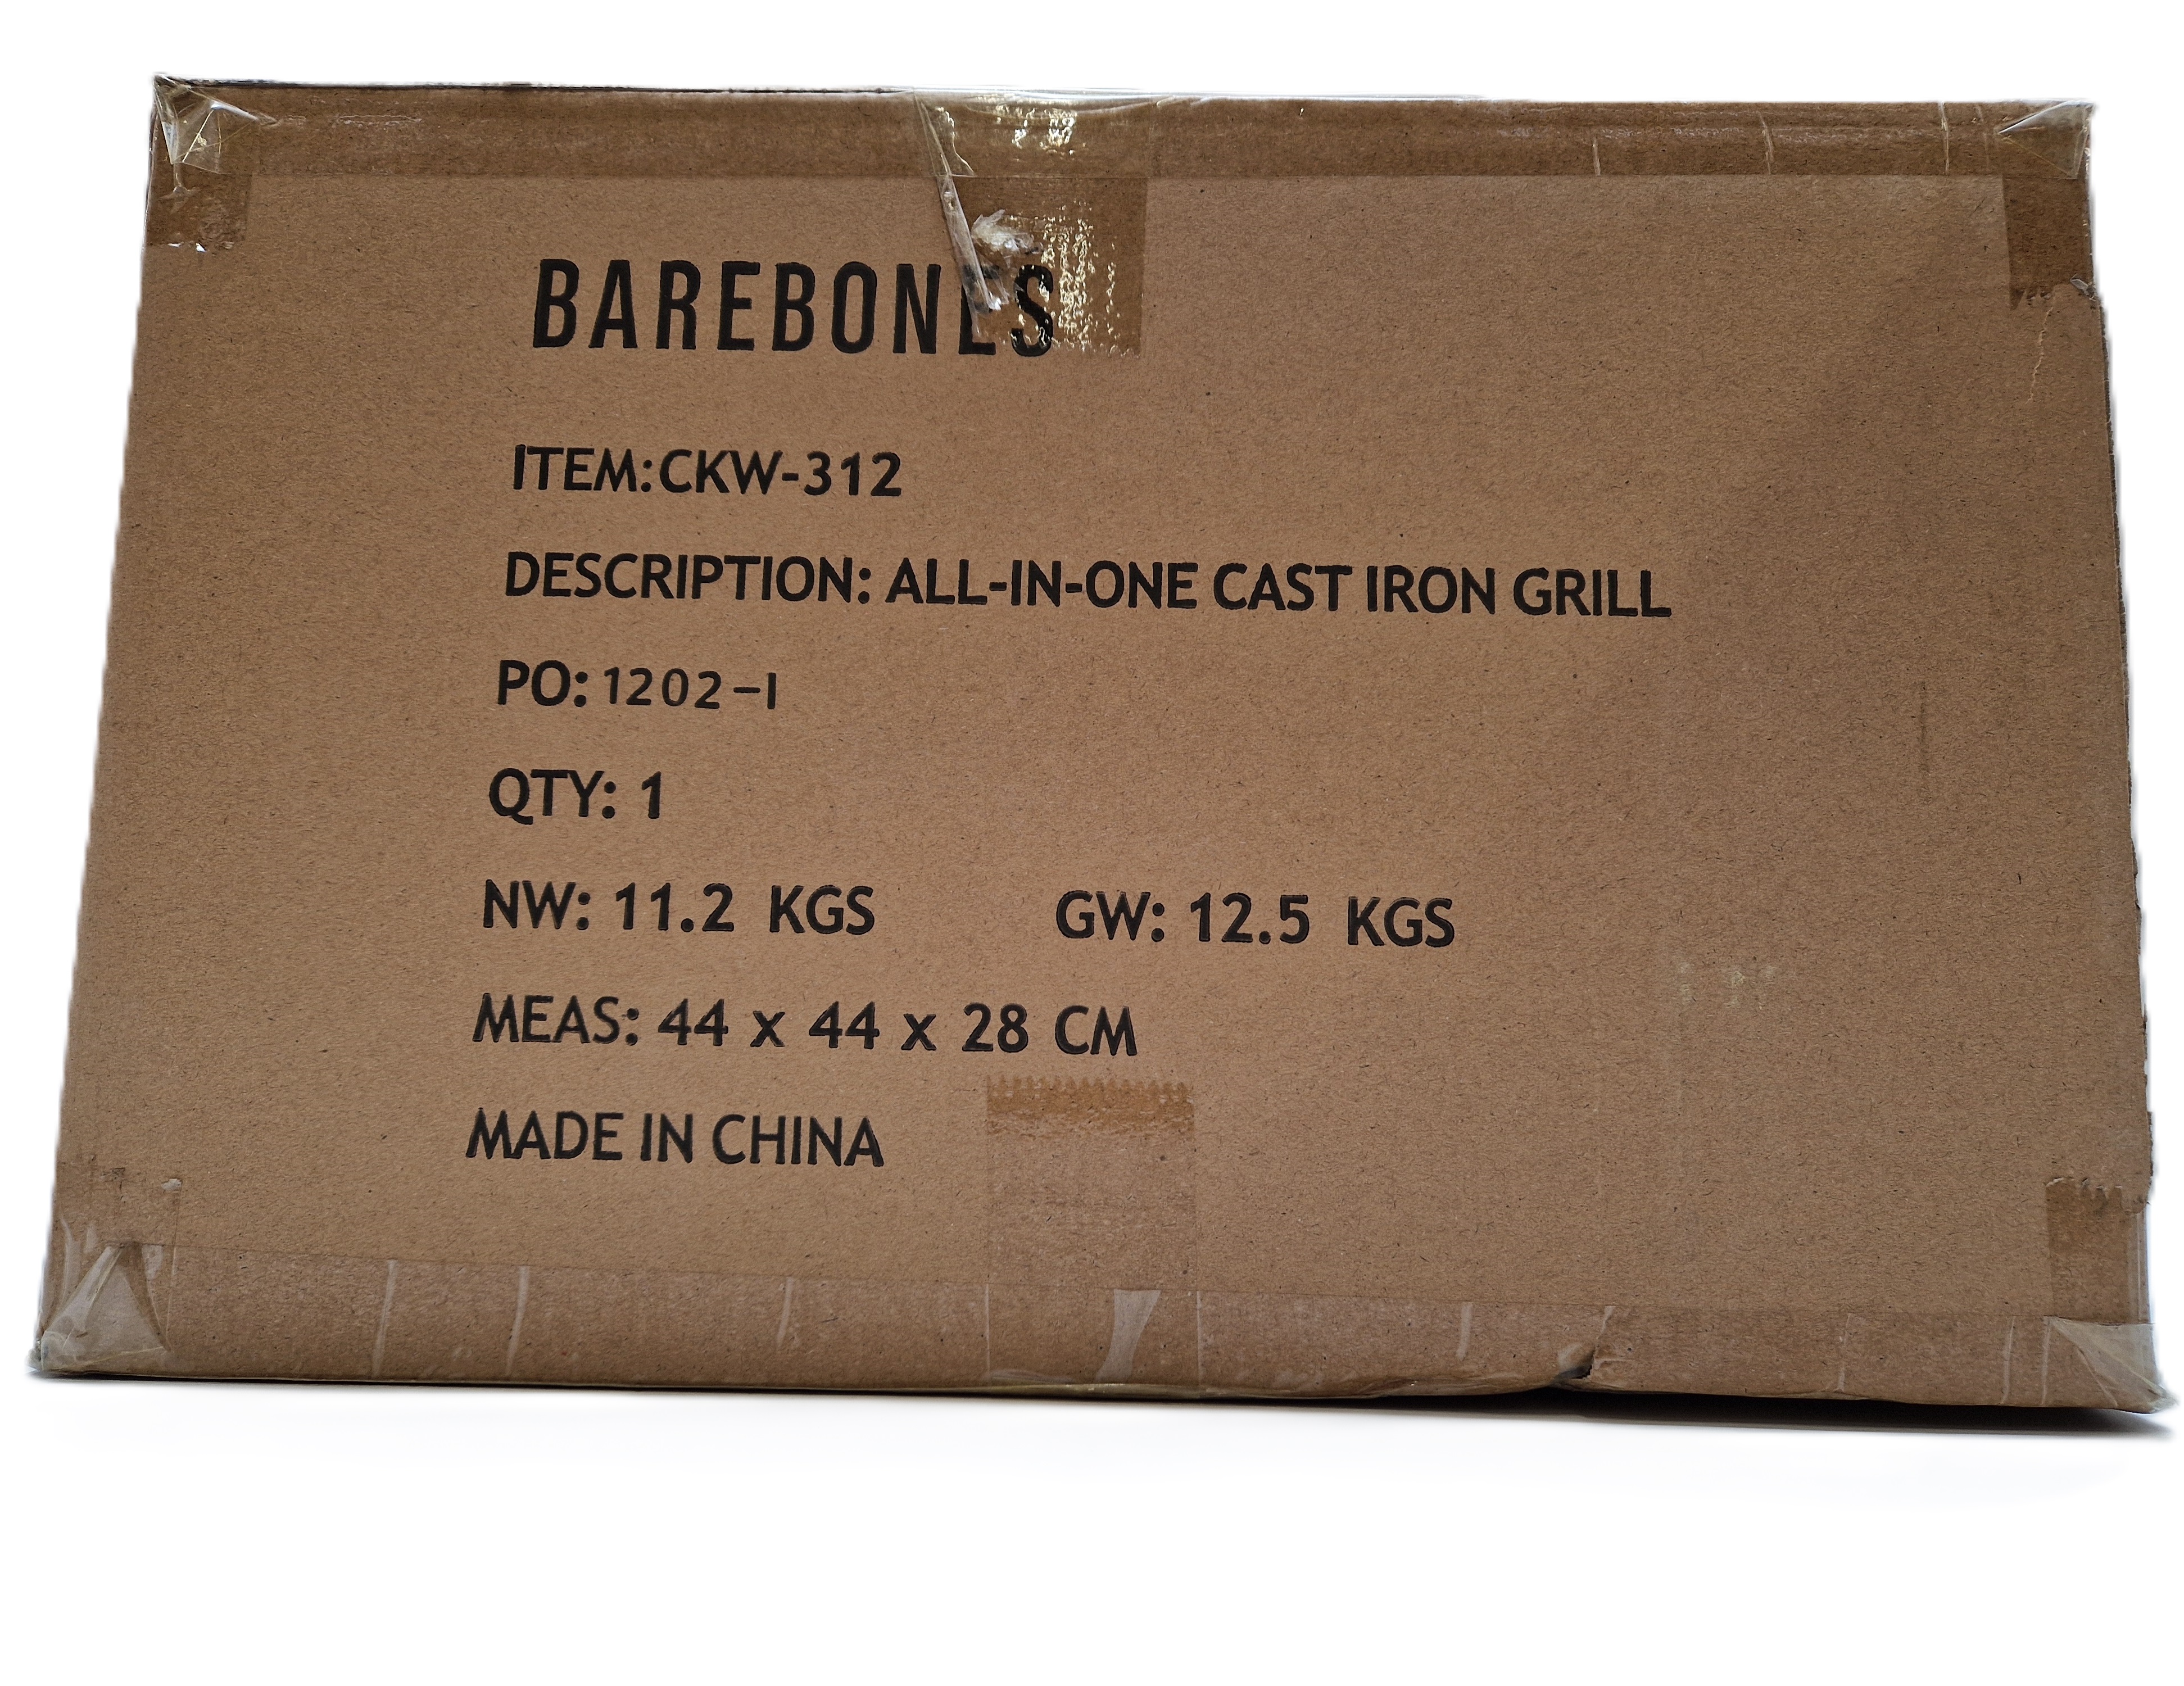 BAREBONES
ITEM:CKW-312
DESCRIPTION: ALL-IN-ONE CAST IRON GRILL
PO: 1202-1
QTY: 1
NW: 11.2 KGS GW: 12.5 KGS
MEAS: 44 x 44 x 28 CM
MADE IN CHINA